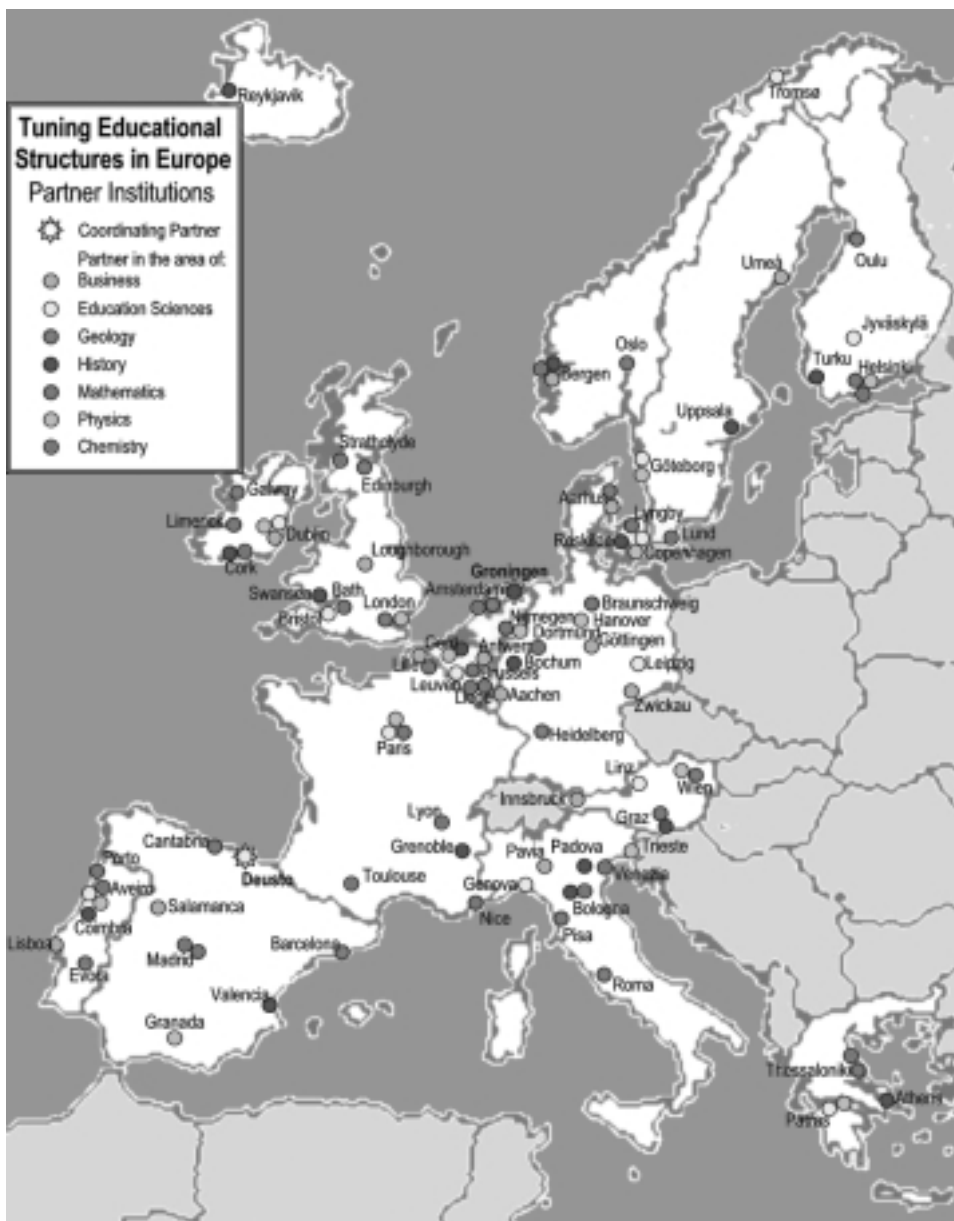 Reykjavik
Tuning Educational
Structures in Europe
Partner Institutions
Coordinating Partner
Partner in the area of:
Business
Education Sciences
Geology
History
Mathematics
Physics
Chemistry
Tromsø
Umeå
Oulu
Jyväskylä
Turku
Helsinki
Oslo
Bergen
Uppsala
Göteborg
Strathclyde
Edinburgh
Galway
Limerick
Dublin
Cork
Aarhus
Lyngby
Roskilde
Lund
Copenhagen
Loughborough
Groningen
Swansea
Bath
Amsterdam
Bristol
London
Nijmegen
Braunschweig
Hanover
Dortmund
Göttingen
Gent
Antwerp
Lille
Bochum
Leipzig
Brussels
Leuven
Liege
Aachen
Zwickau
Paris
Heidelberg
Linz
Wien
Innsbruck
Graz
Lyon
Grenoble
Pavia
Padova
Trieste
Cantabria
Deusto
Toulouse
Genova
Venezia
Porto
Aveiro
Salamanca
Nice
Bologna
Coimbra
Pisa
Lisboa
Madrid
Barcelona
Evora
Roma
Valencia
Granada
Thessaloniki
Athens
Patras